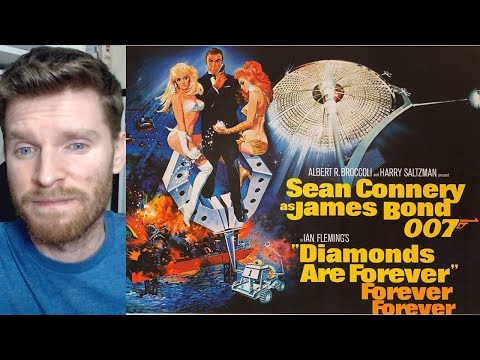 ALBERT R. BROCCOLI and HARRY SALTZMAN present
SEAN CONNERY
as JAMES BOND
007
in IAN FLEMING'S
"DIAMONDS
ARE FOREVER"
FOREVER
FOREVER